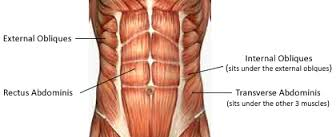 External Obliques
Rectus Abdominis
Internal Obliques
(sits under the external obliques)
Transverse Abdominis
(sits under the other 3 muscles)